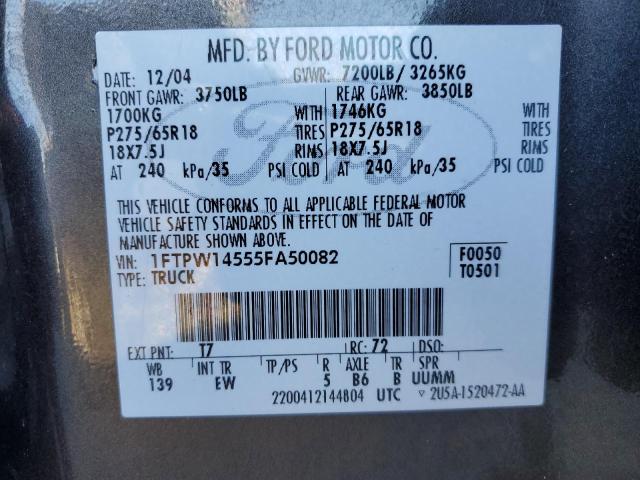 MFD. BY FORD MOTOR CO.
DATE: 12/04 GVWR: 7200LB/ 3265KG
FRONT GAWR: 3750LB REAR GAWR: 3850LB
1700KG WITH 1746KG WITH
P275/65R18 TIRES P275/65R18 TIRES
18X7.5J RIMS 18X7.5J RIMS
AT 240 kPa/35 PSI COLD AT 240 kPa/35 PSI COLD
Ford
THIS VEHICLE CONFORMS TO ALL APPLICABLE FEDERAL MOTOR
VEHICLE SAFETY STANDARDS IN EFFECT ON THE DATE OF
MANUFACTURE SHOWN ABOVE.
VIN: 1FTPW14555FA50082 F0050
TYPE: TRUCK T0501
EXT PNT: T7 RC: 72 DSO:
WB INT TR TP/PS R AXLE TR SPR
139 EW 5 B6 B UUMM
2200412144804 UTC ▽ 2U5A-1520472-AA